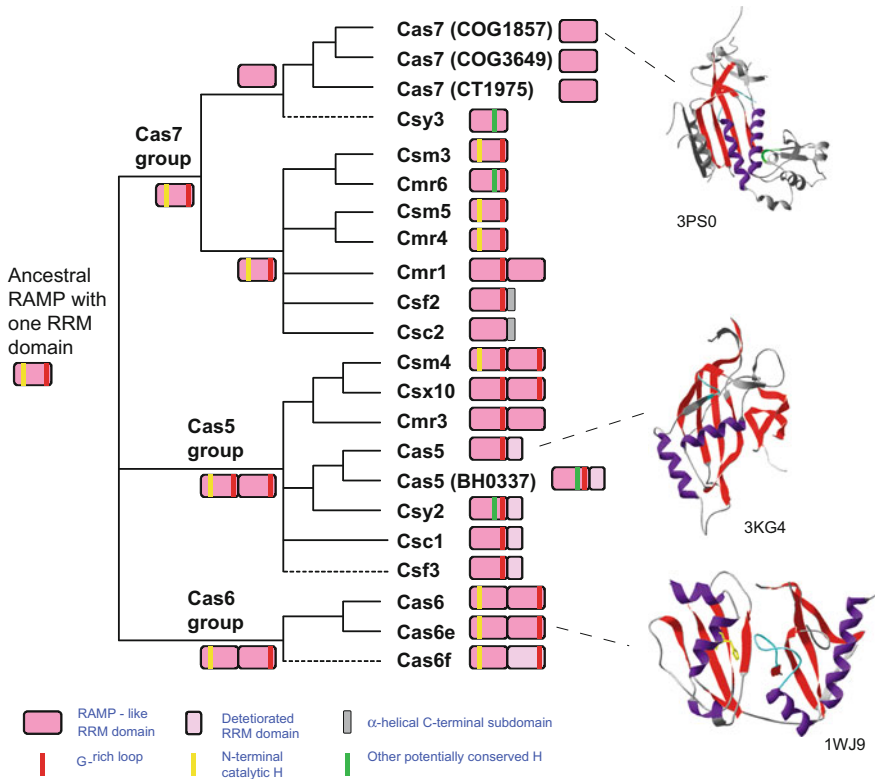 Cas7 (COG1857)
Cas7 (COG3649)
Cas7 (CT1975)
Csy3
Cas7
group
Csm3
Cmr6
Csm5
Cmr4
Cmr1
Csf2
Csc2
Ancestral
RAMP with
one RRM
domain
Csm4
Csx10
Cmr3
Cas5
group
Cas5
Cas5 (BH0337)
Csy2
Csc1
Csf3
Cas6
group
Cas6
Cas6e
Cas6f
3PS0
3KG4
1WJ9
RAMP - like
RRM domain
Detetiorated
RRM domain
α-helical C-terminal subdomain
G-rich loop
N-terminal
catalytic H
Other potentially conserved H